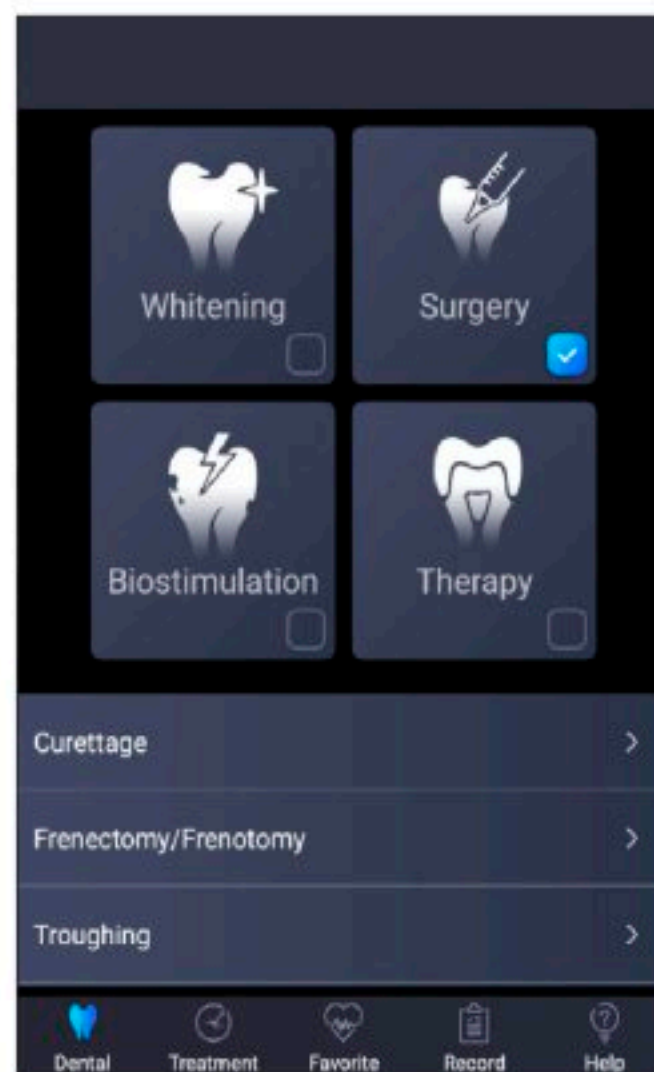 Whitening
Surgery
Biostimulation
Therapy
Curettage
Frenectomy/Frenotomy
Troughing
Dental
Treatment
Favorite
Record
Help